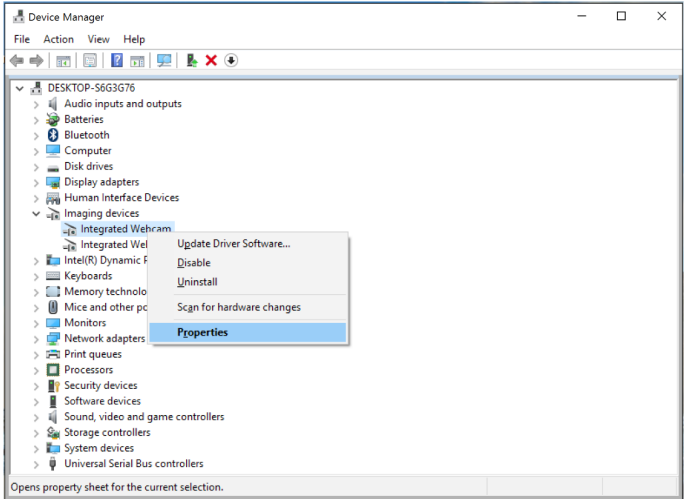 Device Manager
File Action View Help
DESKTOP-S6G3G76
Audio inputs and outputs
Batteries
Bluetooth
Computer
Disk drives
Display adapters
Human Interface Devices
Imaging devices
Integrated Webcam
Integrated We
Intel(R) Dynamic P
Keyboards
Memory technolo
Mice and other po
Monitors
Network adapters
Print queues
Processors
Security devices
Software devices
Sound, video and game controllers
Storage controllers
System devices
Universal Serial Bus controllers
Update Driver Software...
Disable
Uninstall
Scan for hardware changes
Properties
Opens property sheet for the current selection.